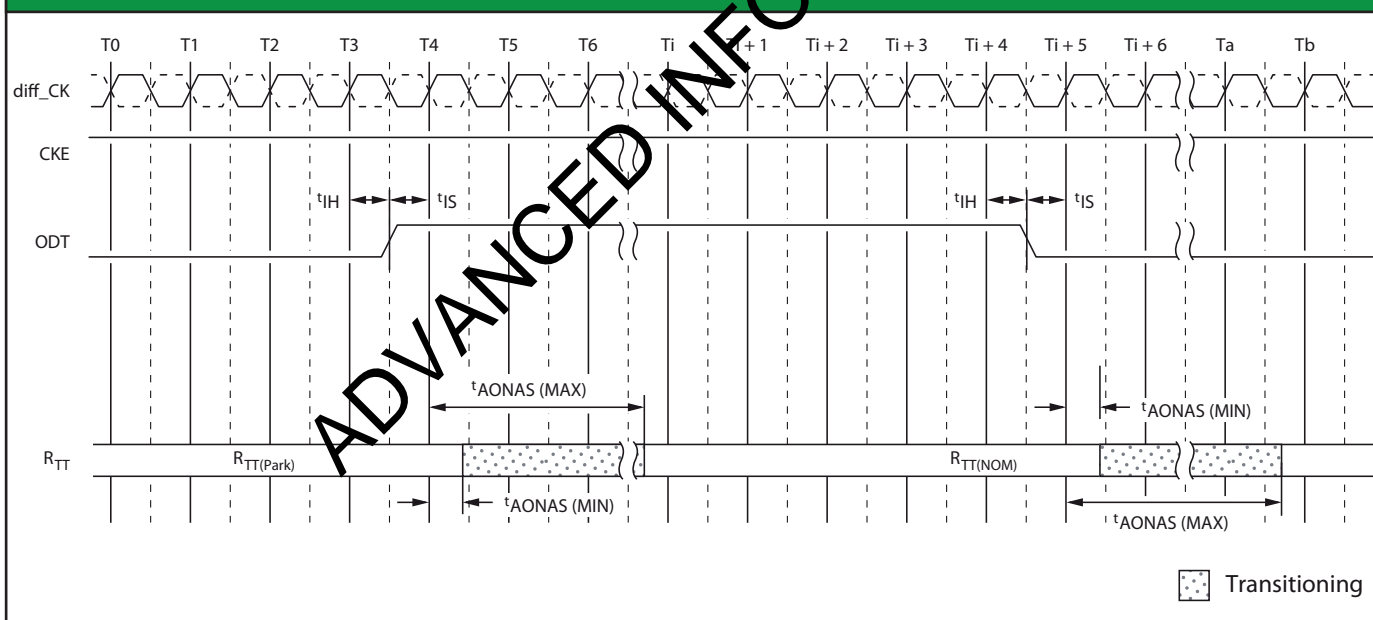 T0 T1 T2 T3 T4 T5 T6 Ti Ti + 1 Ti + 2 Ti + 3 Ti + 4 Ti + 5 Ti + 6 Ta Tb
diff_CK
CKE
tIH tIS tIH tIS
ODT
tAONAS (MAX)
tAONAS (MIN)
RTT RTT(Park) RTT(NOM)
tAONAS (MIN)
tAONAS (MAX)
Transitioning
ADVANCED